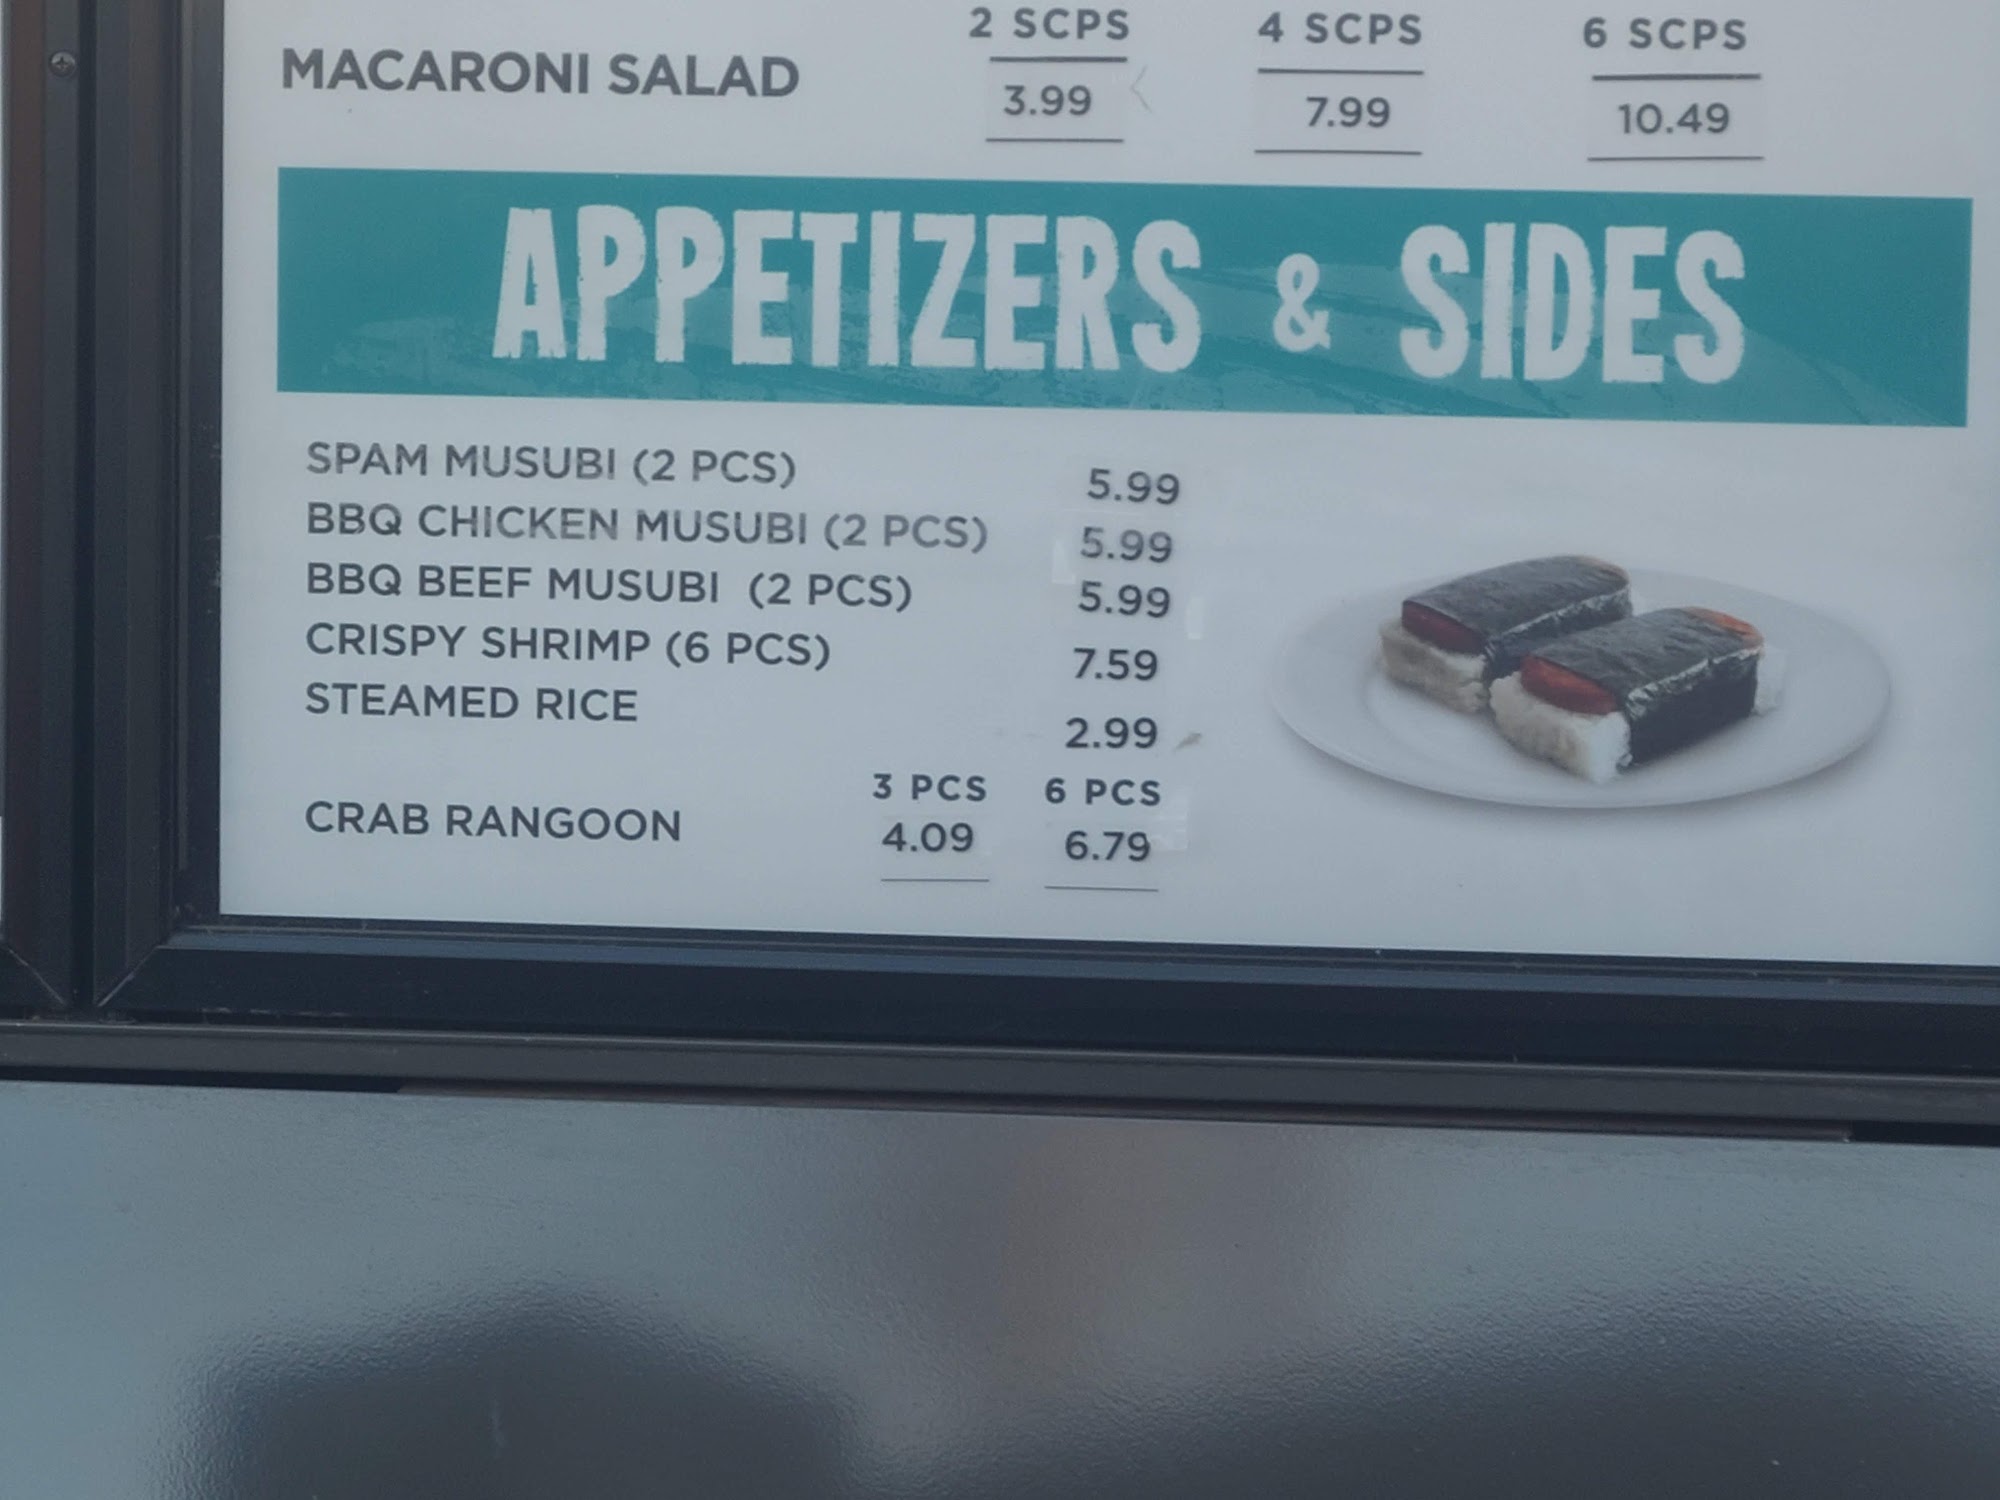 2 SCPS 4 SCPS 6 SCPS
MACARONI SALAD 3.99 7.99 10.49
APPETIZERS & SIDES
SPAM MUSUBI (2 PCS) 5.99
BBQ CHICKEN MUSUBI (2 PCS) 5.99
BBQ BEEF MUSUBI (2 PCS) 5.99
CRISPY SHRIMP (6 PCS) 7.59
STEAMED RICE 2.99
3 PCS 6 PCS
CRAB RANGOON 4.09 6.79